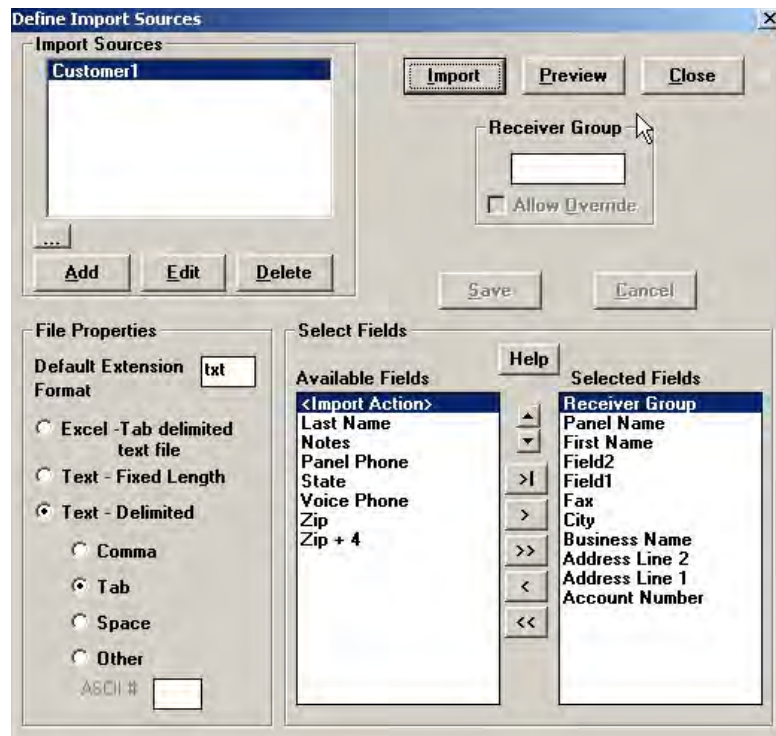 Define Import Sources
Import Sources
Customer1
...
Add Edit Delete
Import Preview Close
Receiver Group
Allow Override
Save Cancel
File Properties
Default Extension txt
Format
Excel -Tab delimited
text file
Text - Fixed Length
Text - Delimited
Comma
Tab
Space
Other
ASCII #
Select Fields
Help
Available Fields
<Import Action>
Last Name
Notes
Panel Phone
State
Voice Phone
Zip
Zip + 4
>|
>
>>
<
<<
Selected Fields
Receiver Group
Panel Name
First Name
Field2
Field1
Fax
City
Business Name
Address Line 2
Address Line 1
Account Number